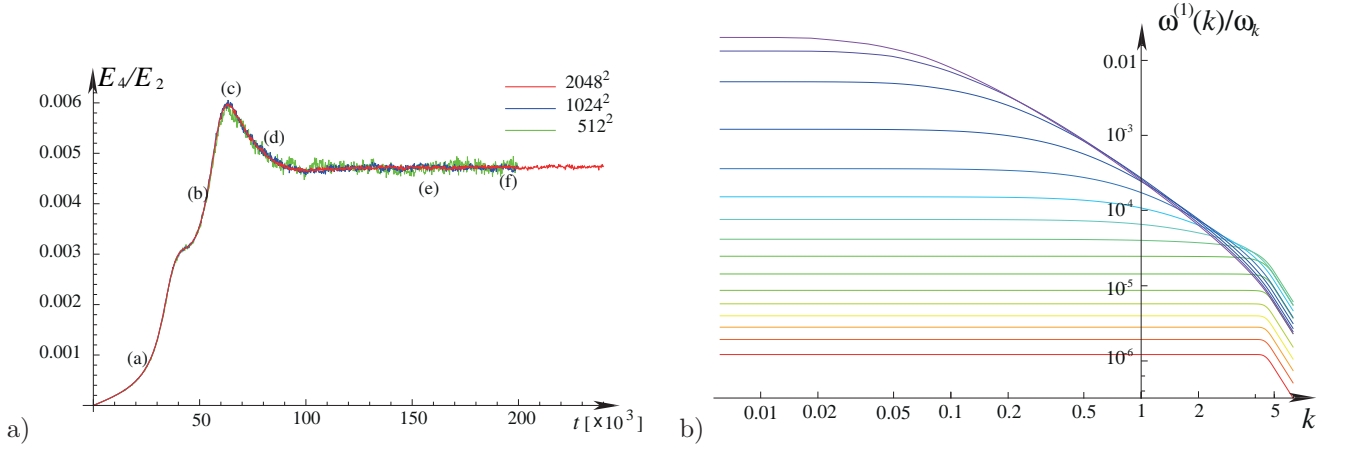 E₄/E₂
0.006
0.005
0.004
0.003
0.002
0.001
(a)
(b)
(c)
(d)
(e)
(f)
2048²
1024²
512²
50
100
150
200
t [×10³]
a)
ω⁽¹⁾(k)/ωₖ
0.01
10⁻³
10⁻⁴
10⁻⁵
10⁻⁶
0.01 0.02 0.05 0.1 0.2 0.5 1 2 5
k
b)